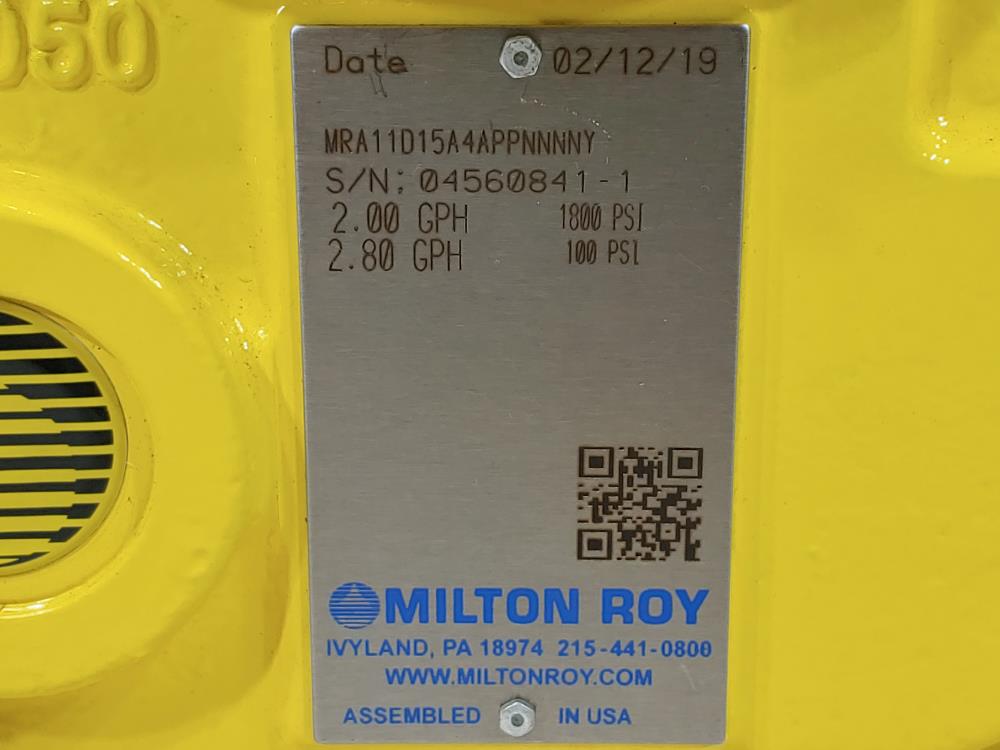 050
Date 02/12/19
MRA11D15A4APPNNNNY
S/N: 04560841-1
2.00 GPH 1800 PSI
2.80 GPH 100 PSI
MILTON ROY
IVYLAND, PA 18974 215-441-0800
WWW.MILTONROY.COM
ASSEMBLED IN USA